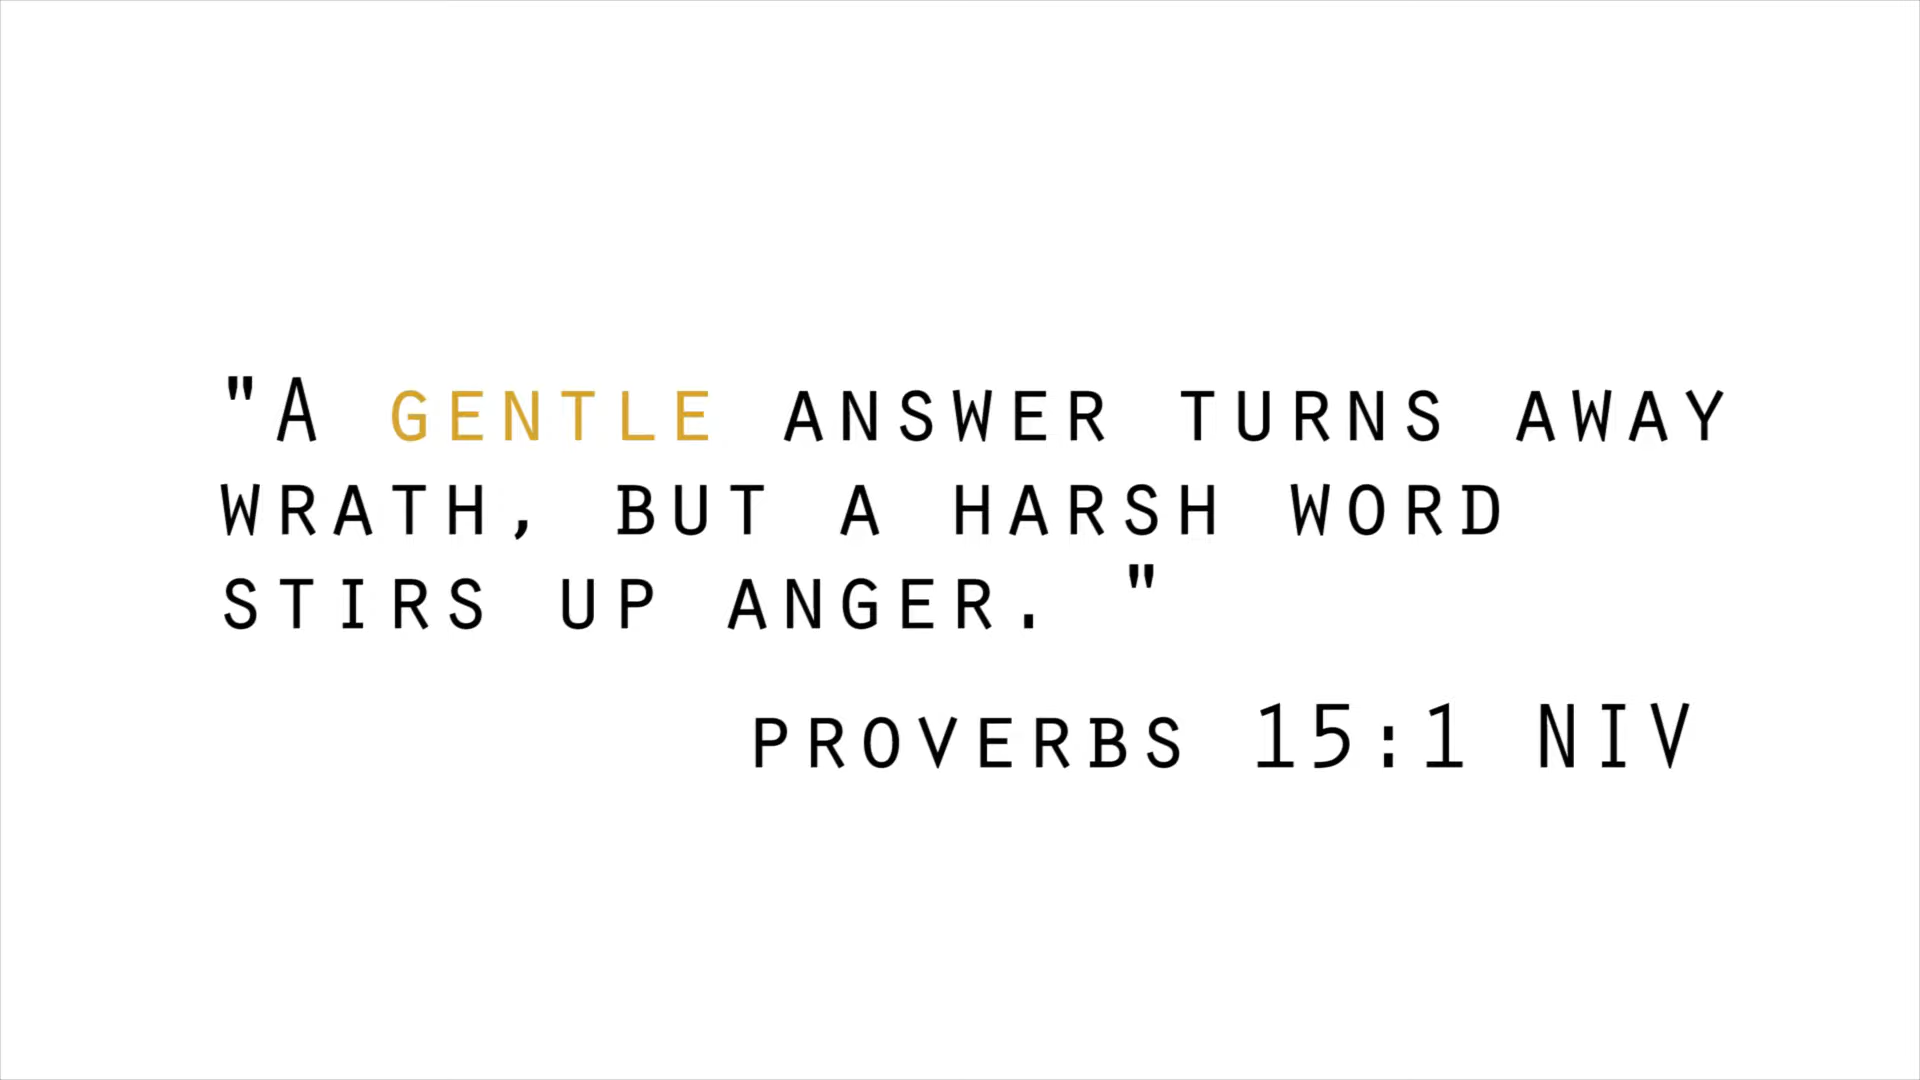 "A GENTLE ANSWER TURNS AWAY
WRATH, BUT A HARSH WORD
STIRS UP ANGER. "
PROVERBS 15:1 NIV